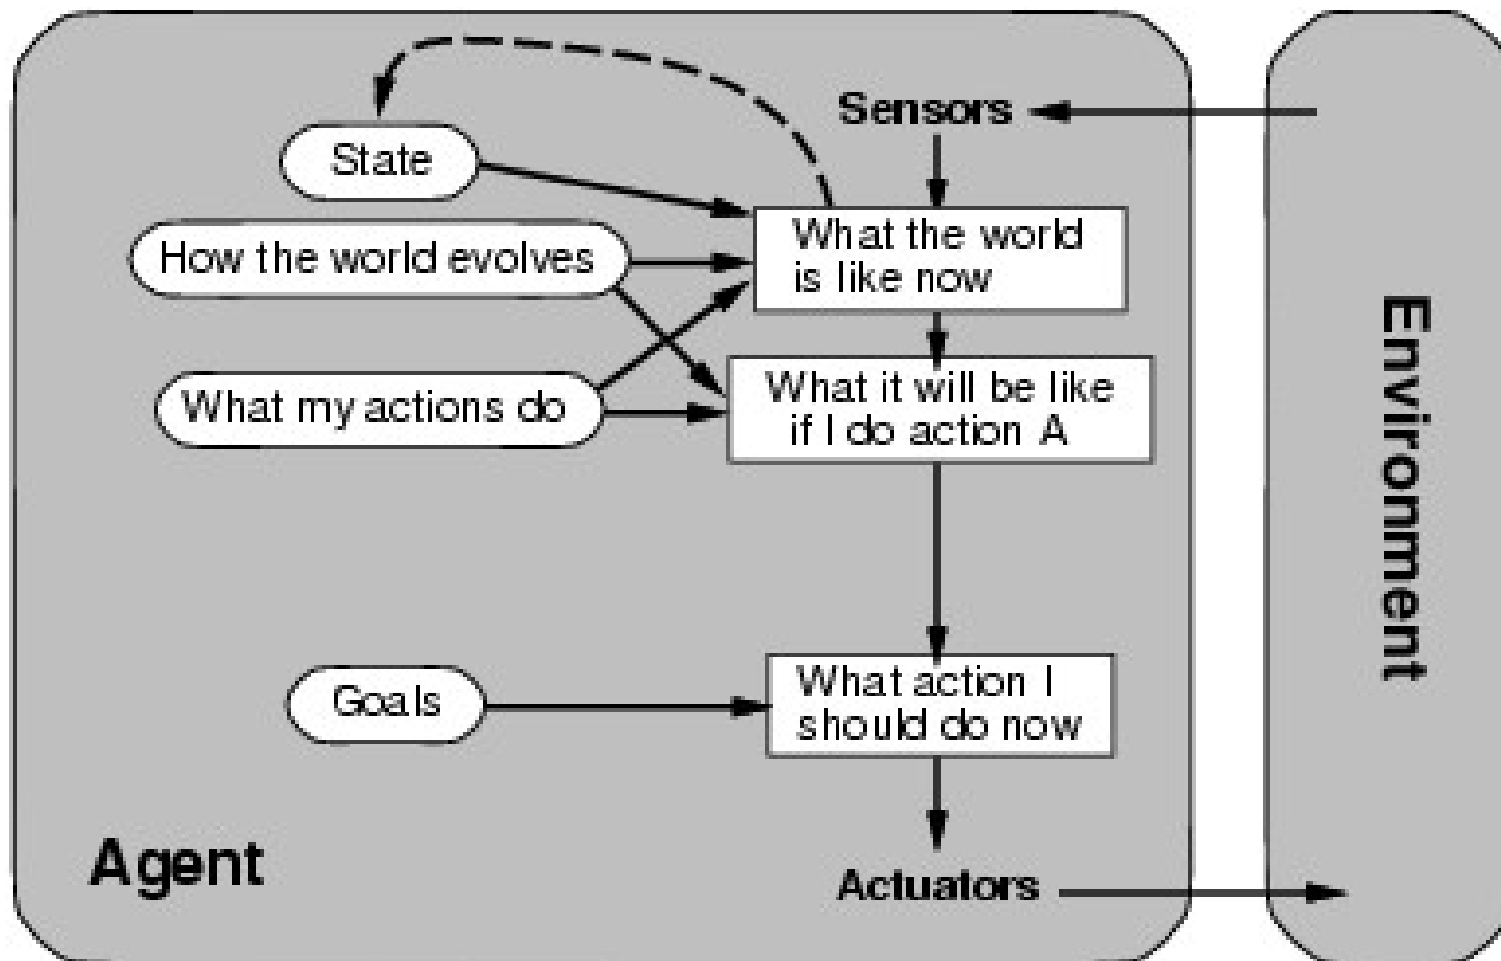 Sensors
State
What the world
is like now
How the world evolves
What it will be like
if I do action A
What my actions do
Environment
What action I
should do now
Goals
Agent
Actuators